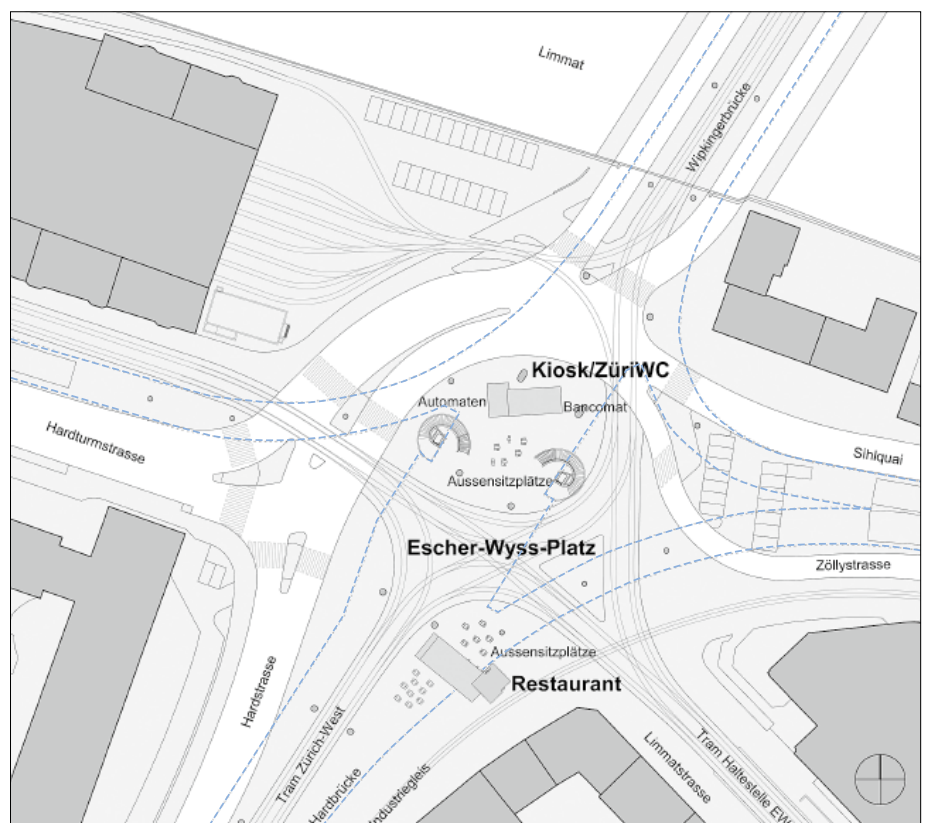 Limmat
Wipkingerbrücke
Kiosk/ZüriWC
Automaten
Bancomat
Hardturmstrasse
Sihlquai
Aussensitzplätze
Escher-Wyss-Platz
Zöllystrasse
Aussensitzplätze
Restaurant
Hardstrasse
Tram Zürich-West
Limmatstrasse
Tram Haltestelle EW
Hardbrücke
Industriegleis